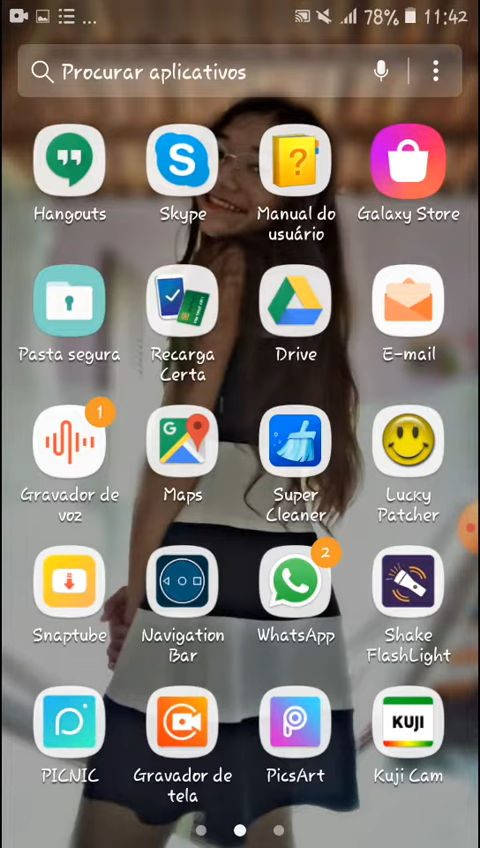 ... 78% 11:42
Procurar aplicativos
Hangouts
Skype
Manual do
usuário
Galaxy Store
Pasta segura
Recarga
Certa
Drive
E-mail
1
Gravador de
voz
G
Maps
Super
Cleaner
Lucky
Patcher
Snaptube
Navigation
Bar
2
WhatsApp
Shake
FlashLight
PICNIC
Gravador de
tela
PicsArt
KUJI
Kuji Cam